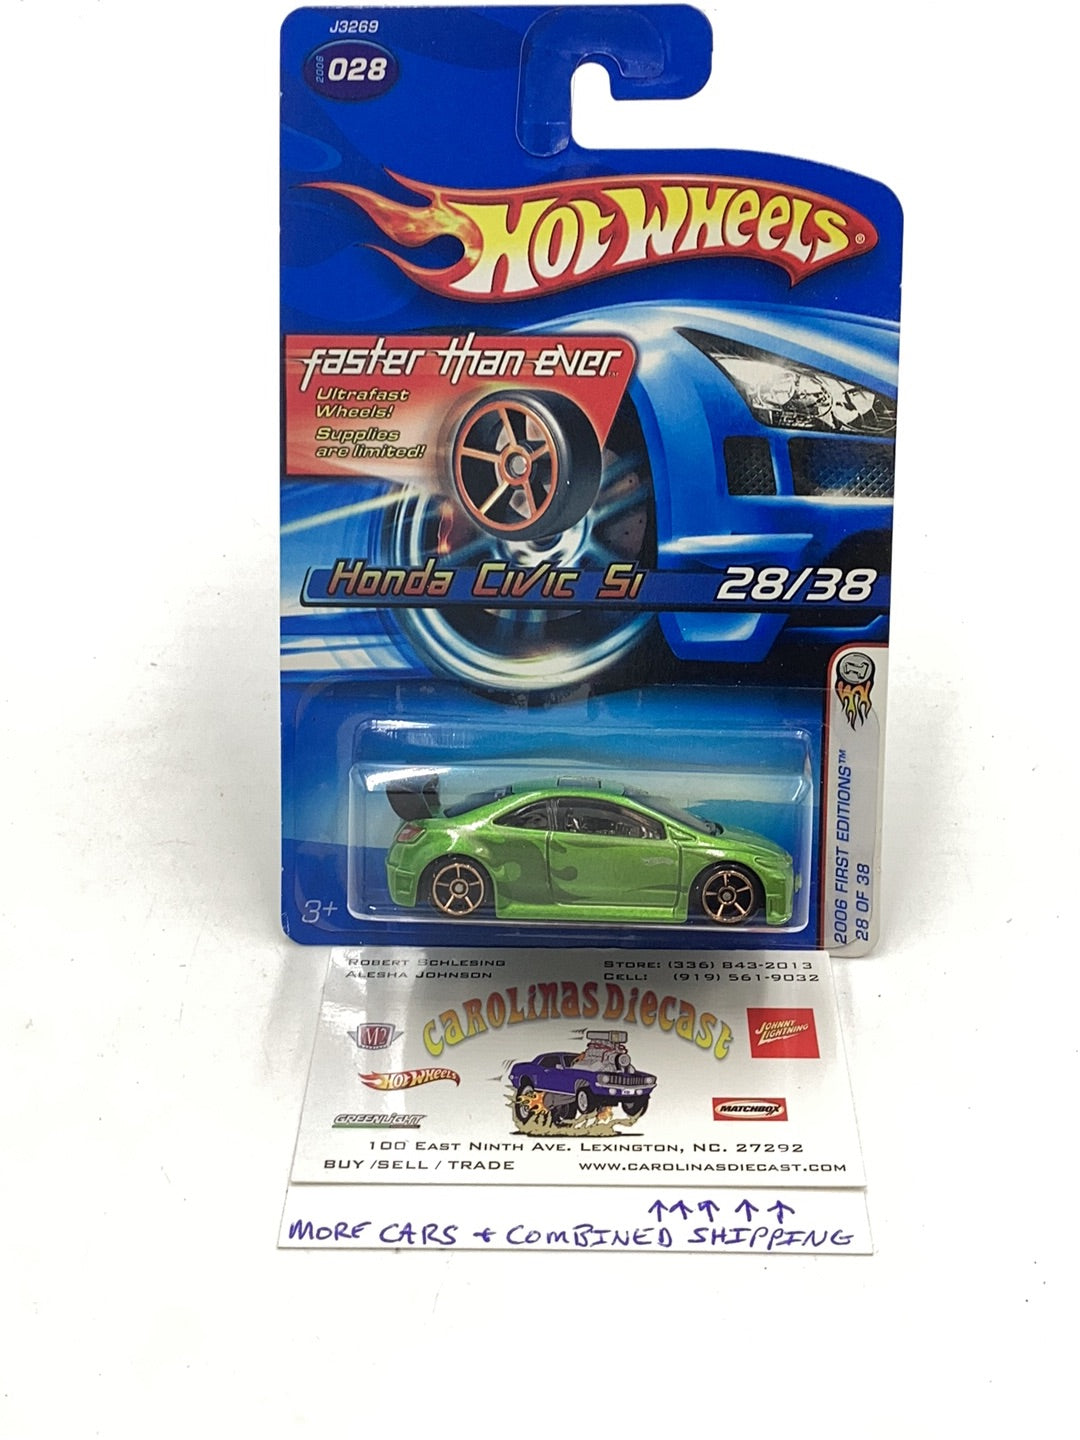 J3269
2006
028
HOT WHEELS®
faster than ever™
Ultrafast
Wheels!
Supplies
are limited!
Honda Civic Si 28/38
2006 FIRST EDITIONS™
28 OF 38
3+
ROBERT SCHLESING STORE: (336) 843-2013
ALESHA JOHNSON CELL: (919) 561-9032
CAROLINAS DIECAST
M2
JOHNNY
LIGHTNING
HOT WHEELS
GREENLIGHT
MATCHBOX
100 EAST NINTH AVE. LEXINGTON, NC. 27292
BUY /SELL / TRADE WWW.CAROLINASDIECAST.COM
↑↑↑ ↑↑
MORE CARS + COMBINED SHIPPING